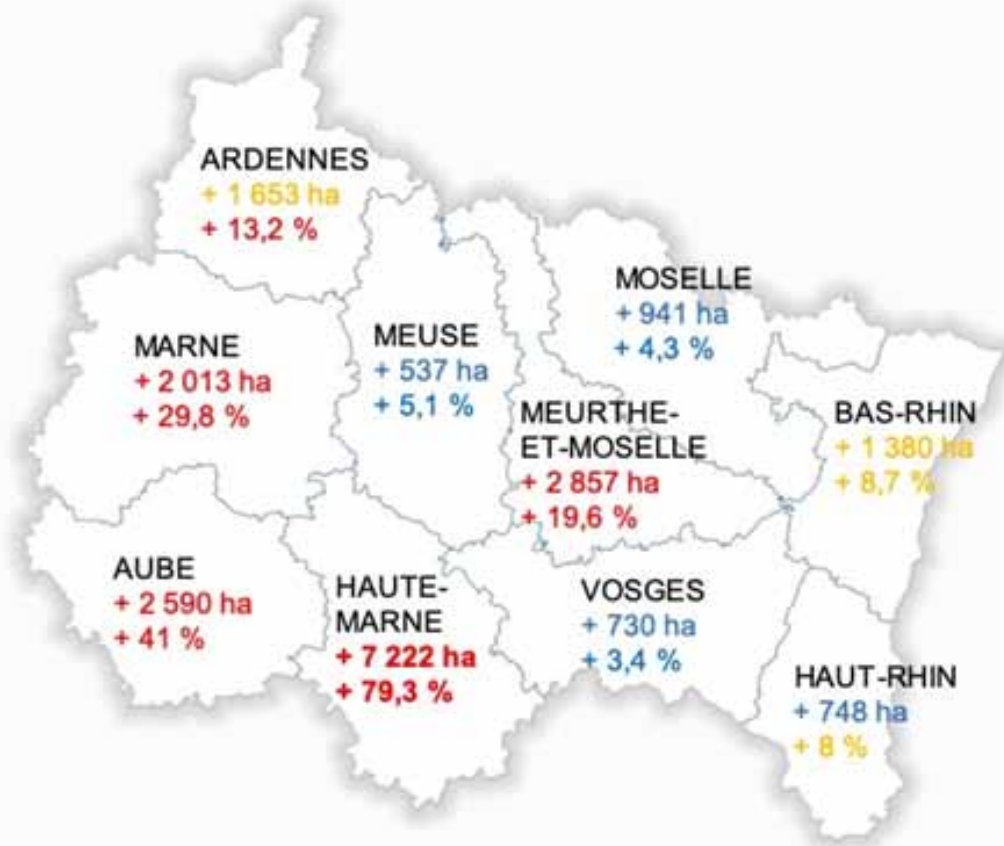 ARDENNES
+ 1 653 ha
+ 13,2 %
MOSELLE
+ 941 ha
+ 4,3 %
MARNE
+ 2 013 ha
+ 29,8 %
MEUSE
+ 537 ha
+ 5,1 %
MEURTHE-
ET-MOSELLE
+ 2 857 ha
+ 19,6 %
BAS-RHIN
+ 1 380 ha
+ 8,7 %
AUBE
+ 2 590 ha
+ 41 %
HAUTE-
MARNE
+ 7 222 ha
+ 79,3 %
VOSGES
+ 730 ha
+ 3,4 %
HAUT-RHIN
+ 748 ha
+ 8 %